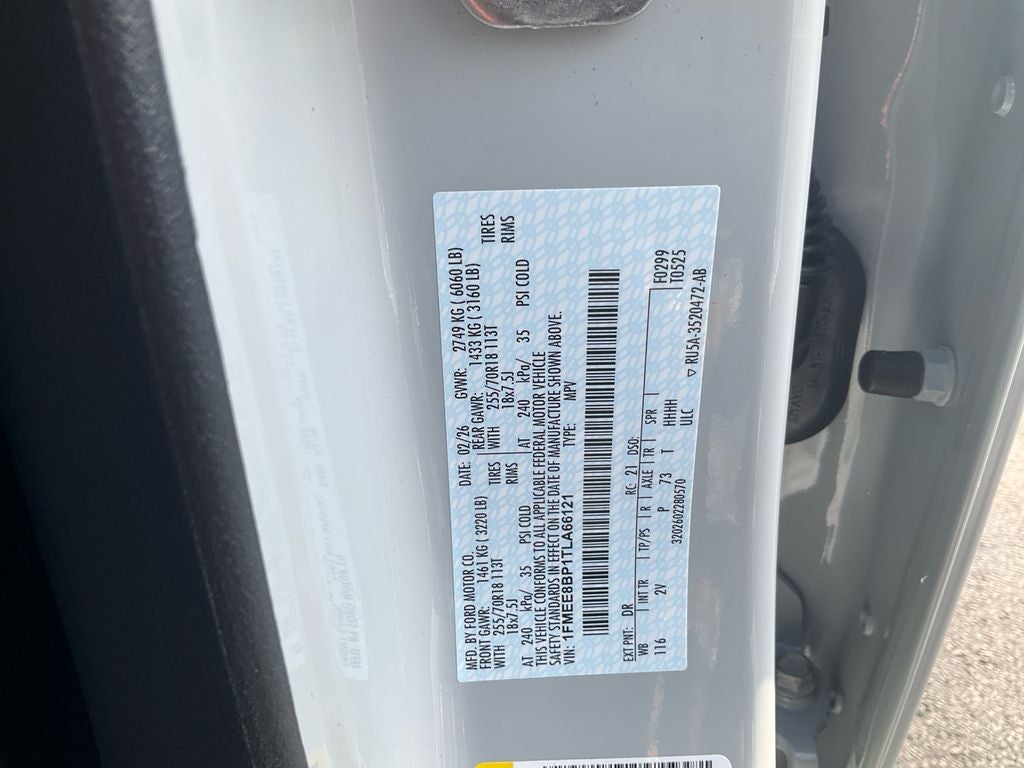 MFD. BY FORD MOTOR CO.
DATE: 02/26 GVWR: 2749 KG ( 6060 LB)
FRONT GAWR: 1461 KG ( 3220 LB) REAR GAWR: 1433 KG ( 3160 LB)
WITH 255/70R18 113T TIRES WITH 255/70R18 113T TIRES
18x7.5J RIMS 18x7.5J RIMS
AT 240 kPa/ 35 PSI COLD AT 240 kPa/ 35 PSI COLD
THIS VEHICLE CONFORMS TO ALL APPLICABLE FEDERAL MOTOR VEHICLE
SAFETY STANDARDS IN EFFECT ON THE DATE OF MANUFACTURE SHOWN ABOVE.
VIN: 1FMEE8BP1TLA66121 TYPE: MPV
EXT PNT: DR RC: 21 DSO: F0299
WB INT TR TP/PS R AXLE TR SPR T0525
116 2V P 73 T HHHH
3202602280570 ULC
▽ RU5A-3520472-AB